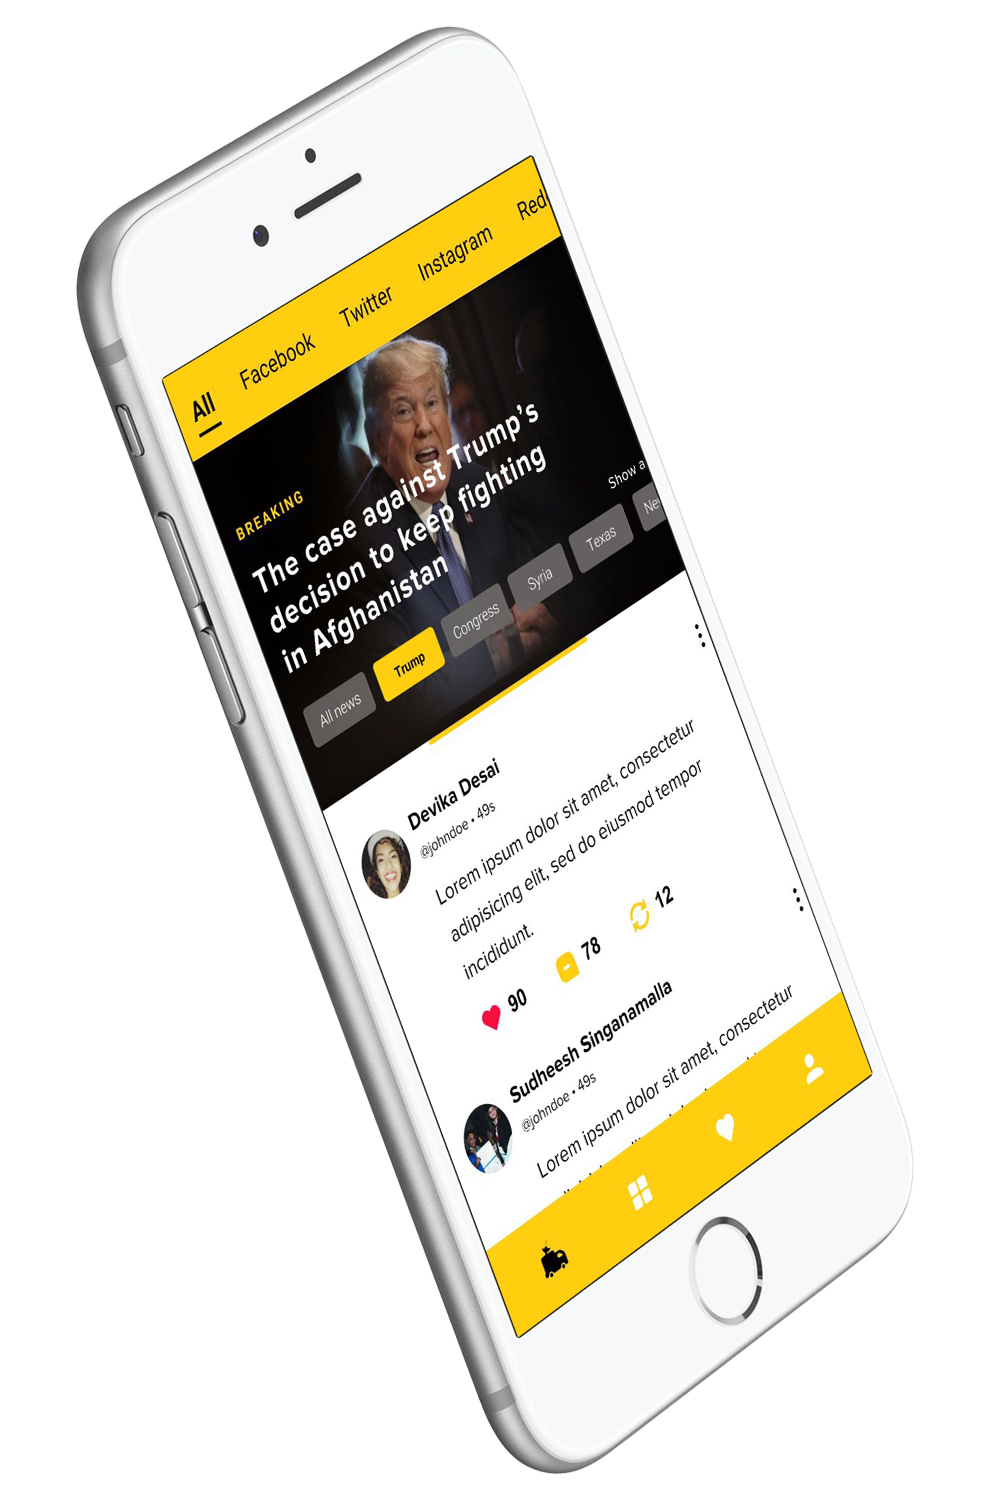 All Facebook Twitter Instagram Red
BREAKING
The case against Trump's
decision to keep fighting
in Afghanistan
Show a
All news Trump Congress Syria Texas Ne
Devika Desai
@johndoe • 49s
Lorem ipsum dolor sit amet, consectetur
adipisicing elit, sed do eiusmod tempor
incididunt.
90 78 12
Sudheesh Singanamalla
@johndoe • 49s
Lorem ipsum dolor sit amet, consectetur